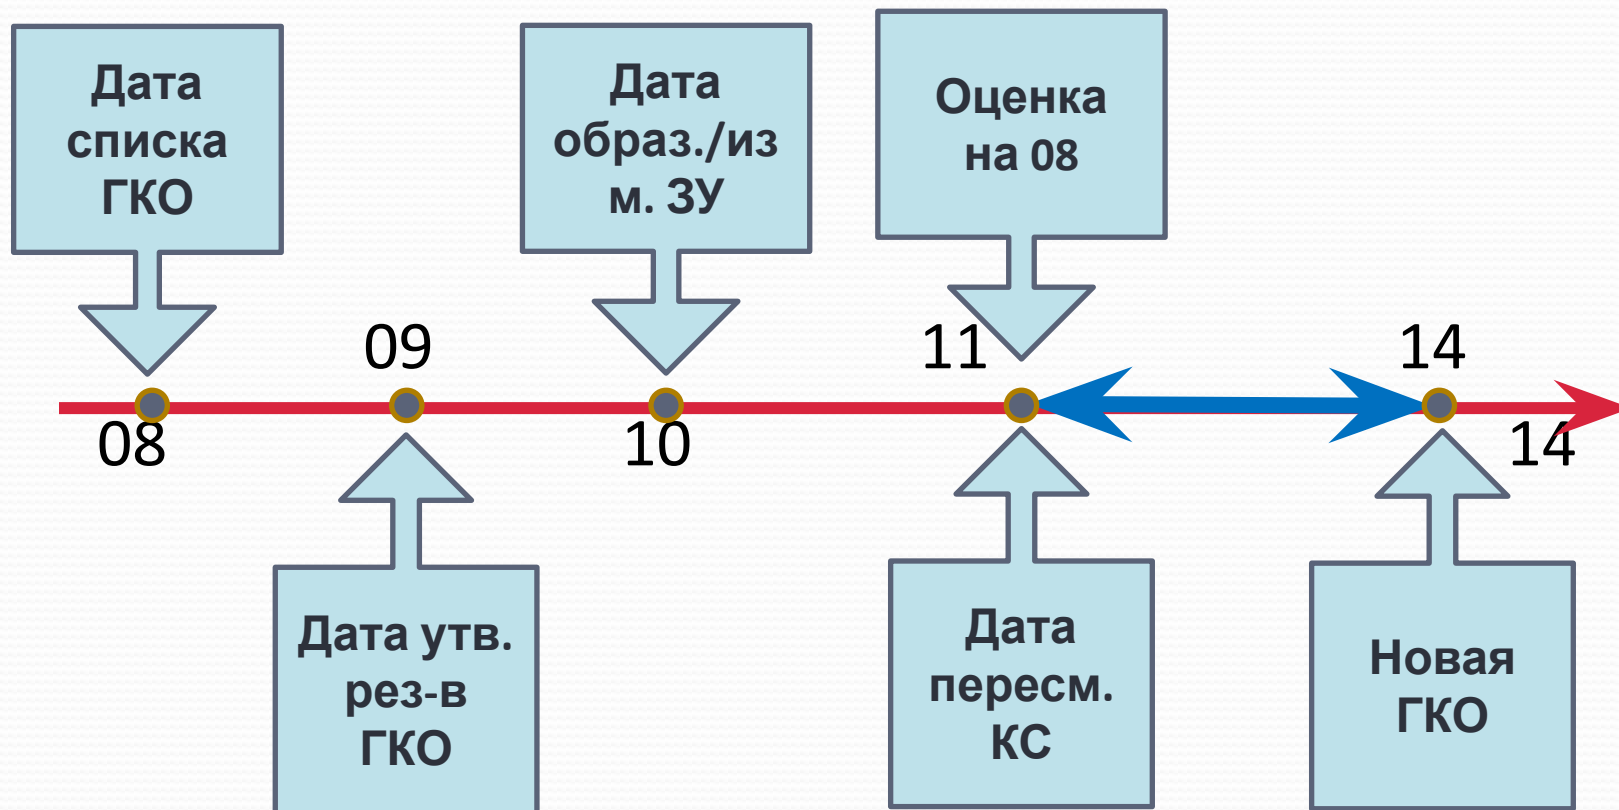 Дата
списка
ГКО
Дата
образ./из
м. ЗУ
Оценка
на 08
09
11
14
08
10
14
Дата утв.
рез-в
ГКО
Дата
пересм.
КС
Новая
ГКО